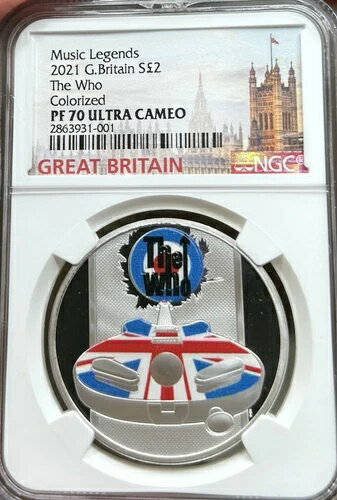 Music Legends
2021 G.Britain S£2
The Who
Colorized
PF 70 ULTRA CAMEO
2863931-001
GREAT BRITAIN
NGC
The
Who